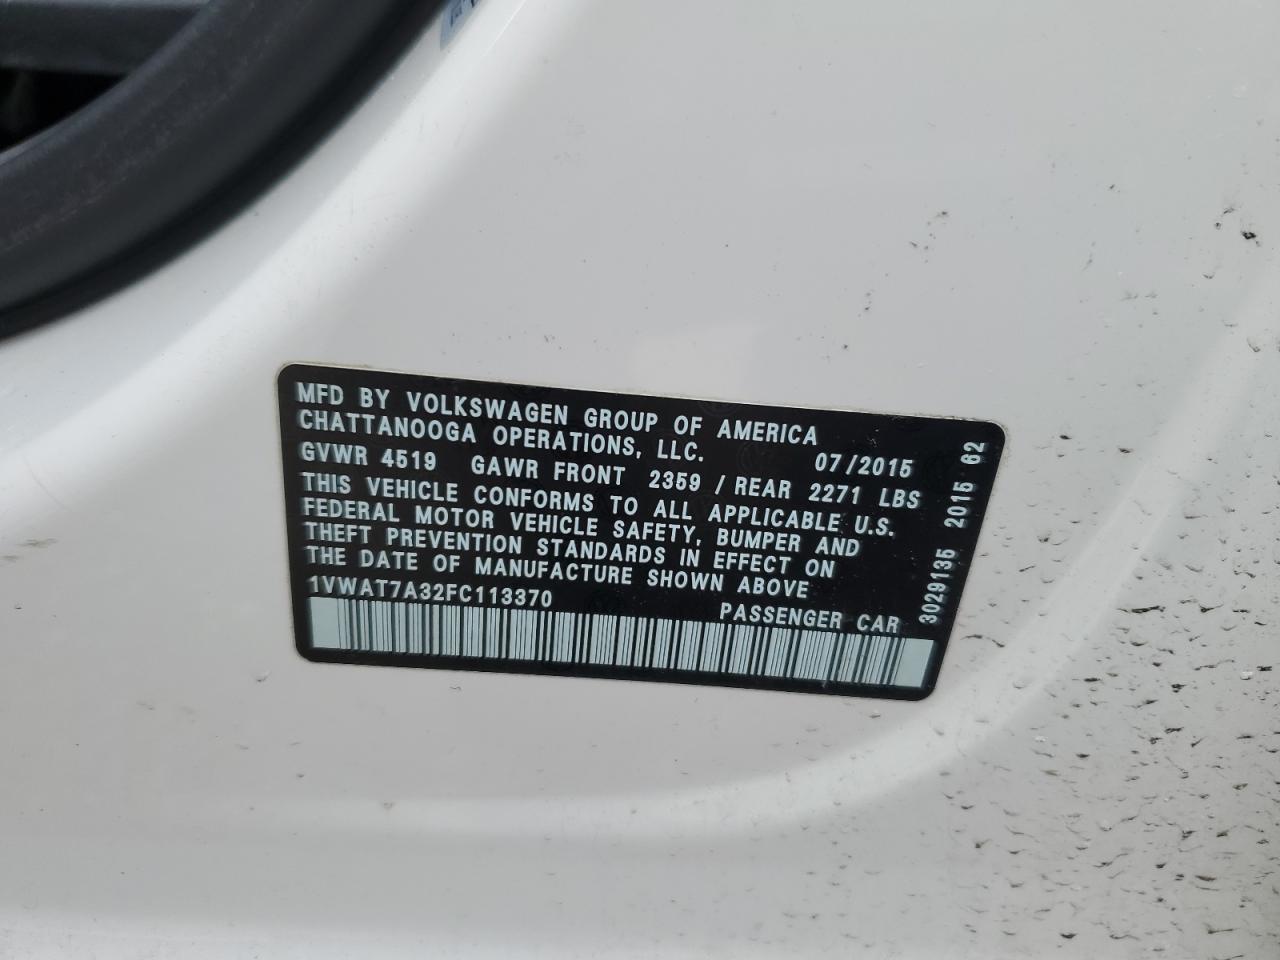 MFD BY VOLKSWAGEN GROUP OF AMERICA
CHATTANOOGA OPERATIONS, LLC. 07/2015
GVWR 4519 GAWR FRONT 2359 / REAR 2271 LBS
THIS VEHICLE CONFORMS TO ALL APPLICABLE U.S.
FEDERAL MOTOR VEHICLE SAFETY, BUMPER AND
THEFT PREVENTION STANDARDS IN EFFECT ON
THE DATE OF MANUFACTURE SHOWN ABOVE
1VWAT7A32FC113370 PASSENGER CAR
3029135 2015 62